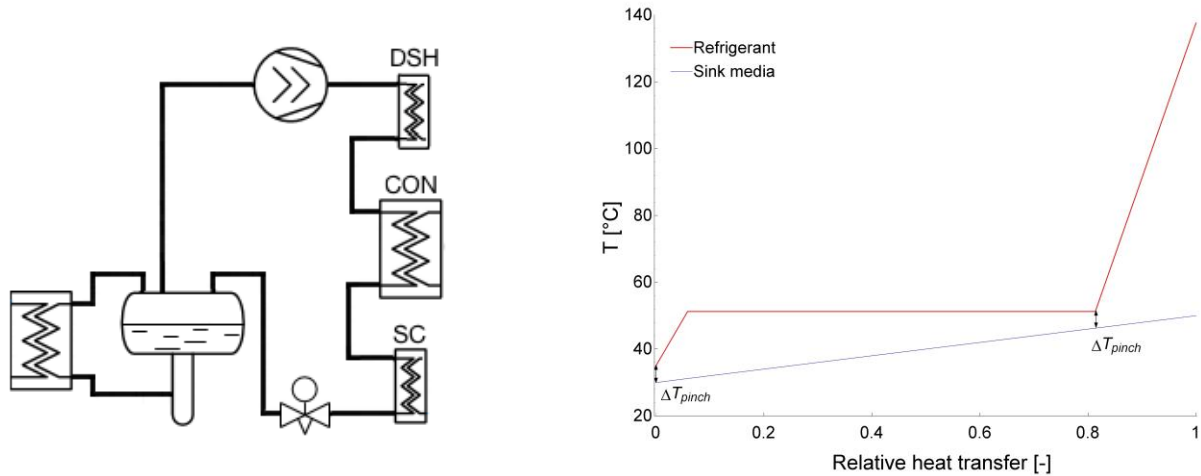 DSH
CON
SC
140
120
100
80
60
40
20
T [°C]
Refrigerant
Sink media
ΔTpinch
ΔTpinch
0
0.2
0.4
0.6
0.8
1
Relative heat transfer [-]